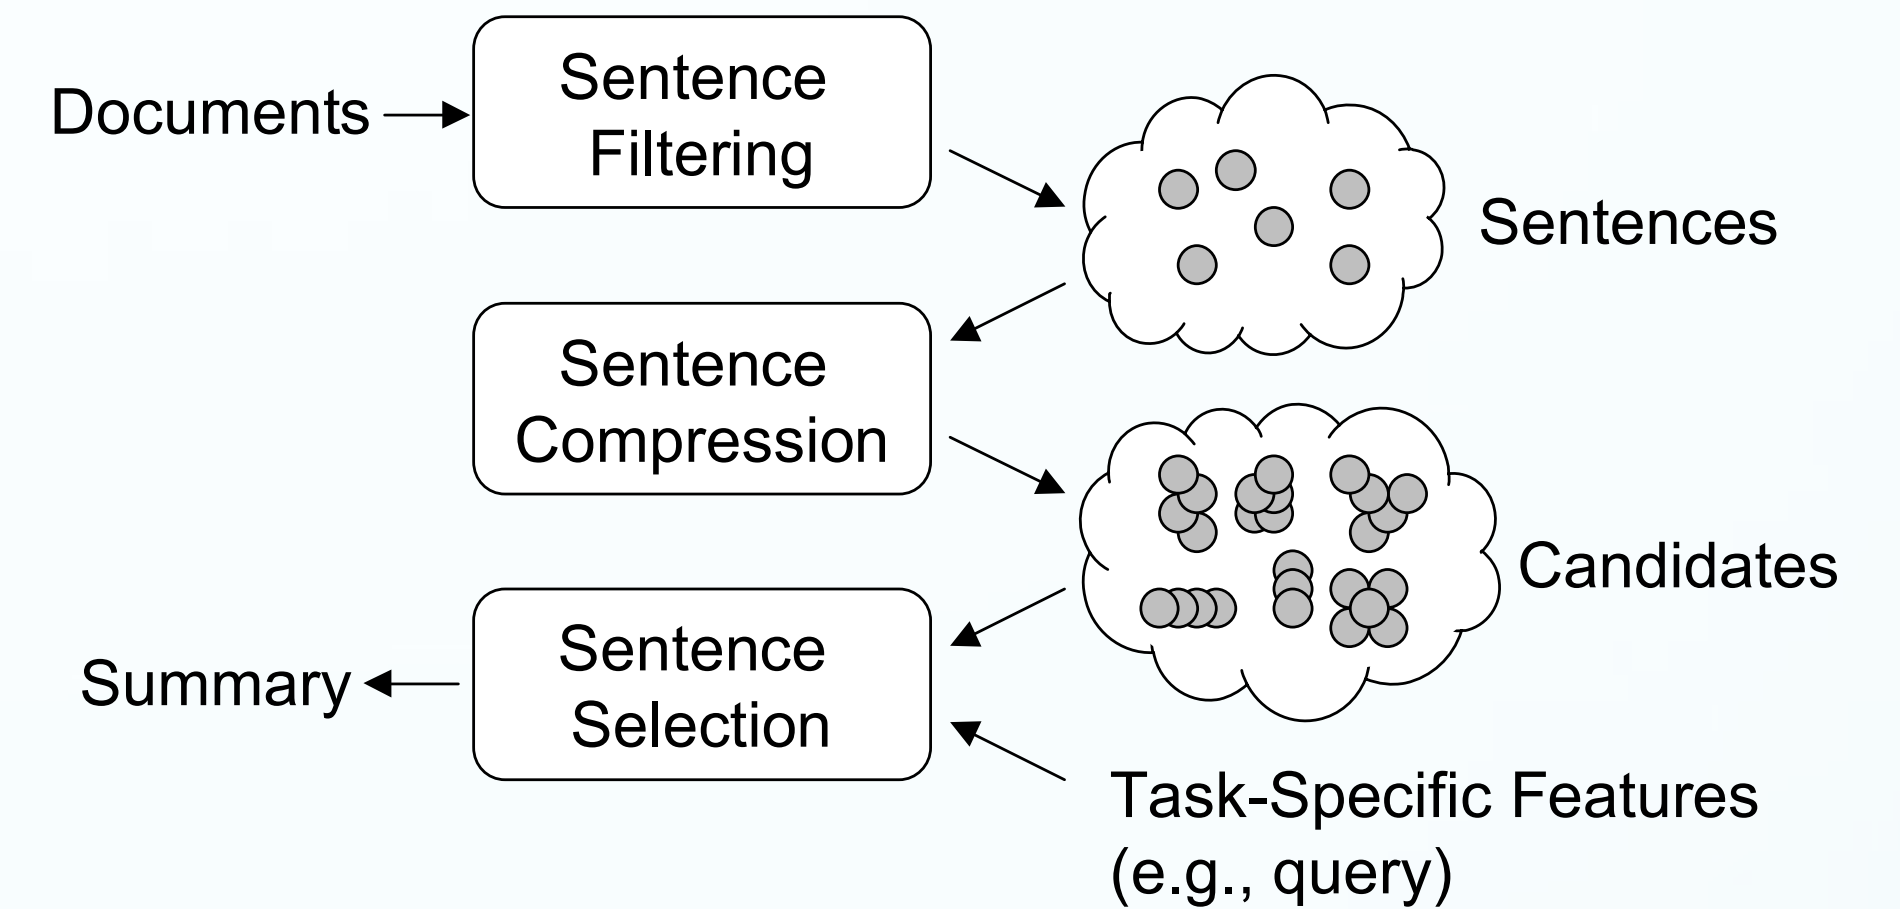 Documents
Sentence
Filtering
Sentences
Sentence
Compression
Candidates
Sentence
Selection
Summary
Task-Specific Features
(e.g., query)